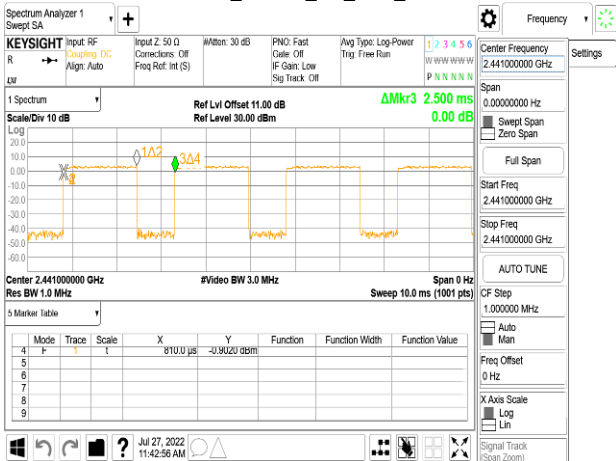 Spectrum Analyzer 1
Swept SA
Frequency
KEYSIGHT
R
Input: RF
Coupling: DC
Align: Auto
Input Z: 50 Ω
Corrections: Off
Freq Ref: Int (S)
#Atten: 30 dB
PNO: Fast
Gate: Off
IF Gain: Low
Sig Track: Off
Avg Type: Log-Power
Trig: Free Run
1 2 3 4 5 6
W W W W W W
P N N N N N
Settings
Center Frequency
2.441000000 GHz
Span
0.00000000 Hz
Swept Span
Zero Span
Full Span
Start Freq
2.441000000 GHz
Stop Freq
2.441000000 GHz
AUTO TUNE
CF Step
1.000000 MHz
Auto
Man
Freq Offset
0 Hz
X Axis Scale
Log
Lin
Signal Track
(Span Zoom)
1 Spectrum
Scale/Div 10 dB
Log
Ref Lvl Offset 11.00 dB
Ref Level 30.00 dBm
ΔMkr3 2.500 ms
0.00 dB
20.0
10.0
0.00
-10.0
-20.0
-30.0
-40.0
-50.0
-60.0
1Δ2
3Δ4
Center 2.441000000 GHz
Res BW 1.0 MHz
#Video BW 3.0 MHz
Span 0 Hz
Sweep 10.0 ms (1001 pts)
5 Marker Table
Mode Trace Scale X Y Function Function Width Function Value
4 F 1 t 810.0 µs -0.9020 dBm
5
6
7
8
9
Jul 27, 2022
11:42:56 AM